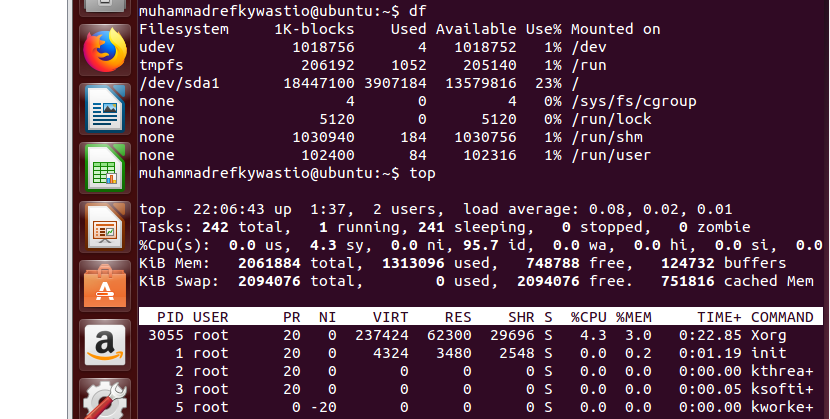 muhammadrefkywastio@ubuntu:~$ df
Filesystem     1K-blocks    Used Available Use% Mounted on
udev             1018756       4   1018752   1% /dev
tmpfs             206192    1052    205140   1% /run
/dev/sda1       18447100 3907184  13579816  23% /
none                   4       0         4   0% /sys/fs/cgroup
none                5120       0      5120   0% /run/lock
none             1030940     184   1030756   1% /run/shm
none              102400      84    102316   1% /run/user
muhammadrefkywastio@ubuntu:~$ top
top - 22:06:43 up  1:37,  2 users,  load average: 0.08, 0.02, 0.01
Tasks: 242 total,   1 running, 241 sleeping,   0 stopped,   0 zombie
%Cpu(s):  0.0 us,  4.3 sy,  0.0 ni, 95.7 id,  0.0 wa,  0.0 hi,  0.0 si,  0.0
KiB Mem:   2061884 total,  1313096 used,   748788 free,   124732 buffers
KiB Swap:  2094076 total,        0 used,  2094076 free.   751816 cached Mem
  PID USER      PR  NI    VIRT    RES    SHR S  %CPU %MEM     TIME+ COMMAND
 3055 root      20   0  237424  62300  29696 S   4.3  3.0   0:22.85 Xorg
    1 root      20   0    4324   3480   2548 S   0.0  0.2   0:01.19 init
    2 root      20   0       0      0      0 S   0.0  0.0   0:00.00 kthrea+
    3 root      20   0       0      0      0 S   0.0  0.0   0:00.05 ksofti+
    5 root       0 -20       0      0      0 S   0.0  0.0   0:00.00 kworke+